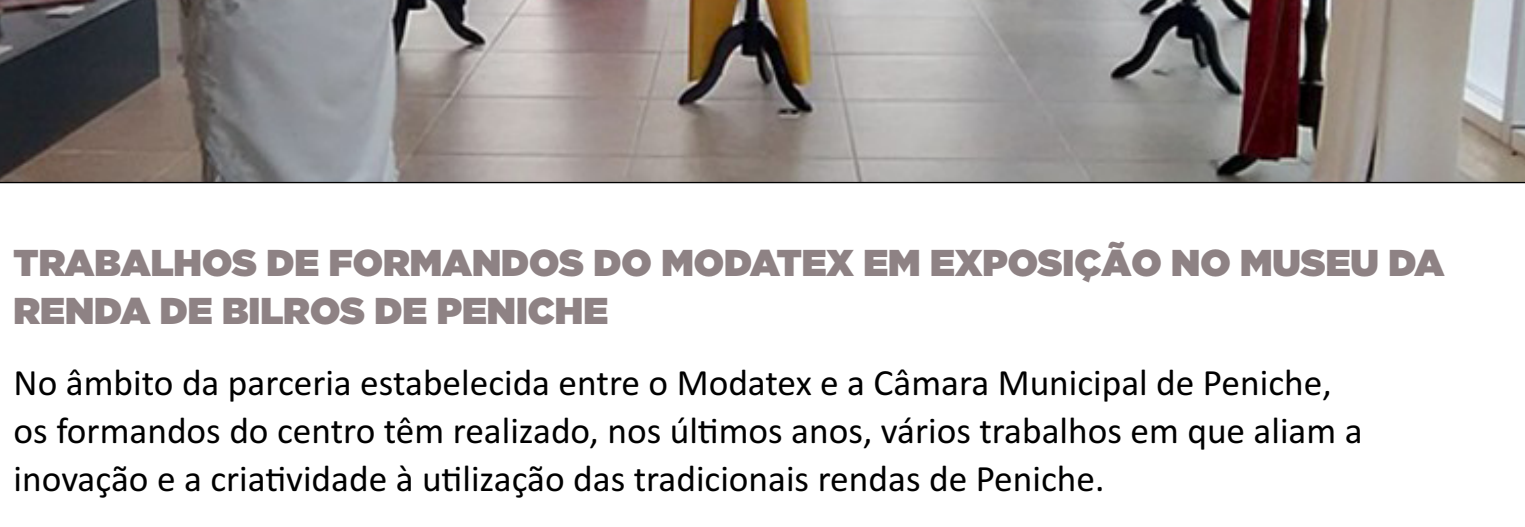 TRABALHOS DE FORMANDOS DO MODATEX EM EXPOSIÇÃO NO MUSEU DA
RENDA DE BILROS DE PENICHE
No âmbito da parceria estabelecida entre o Modatex e a Câmara Municipal de Peniche,
os formandos do centro têm realizado, nos últimos anos, vários trabalhos em que aliam a
inovação e a criatividade à utilização das tradicionais rendas de Peniche.